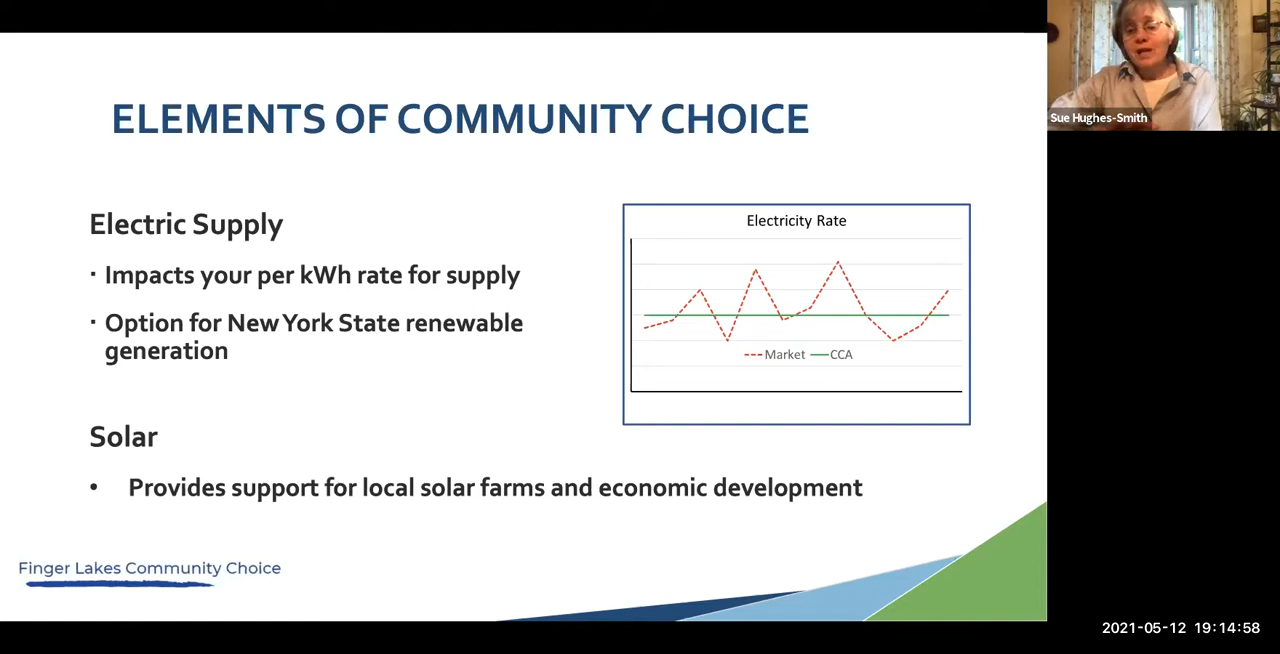 ELEMENTS OF COMMUNITY CHOICE
Sue Hughes-Smith
Electric Supply
· Impacts your per kWh rate for supply
· Option for New York State renewable
generation
Electricity Rate
Market CCA
Solar
• Provides support for local solar farms and economic development
Finger Lakes Community Choice
2021-05-12 19:14:58